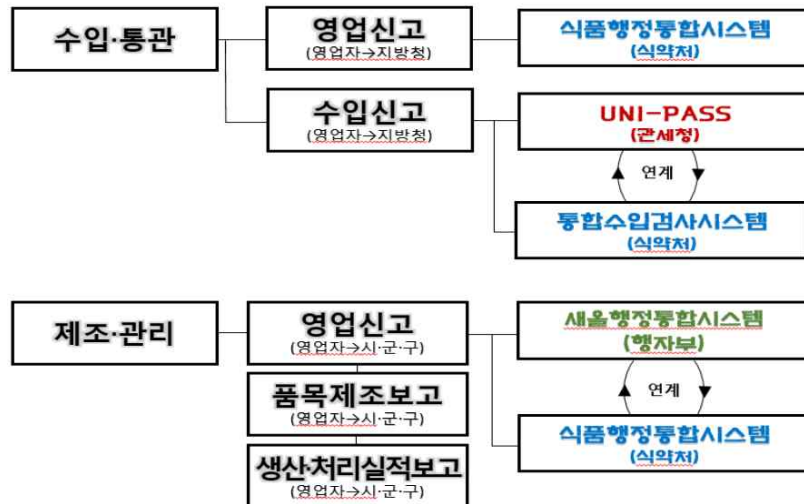 수입·통관
영업신고
(영업자→지방청)
식품행정통합시스템
(식약처)
수입신고
(영업자→지방청)
UNI-PASS
(관세청)
연계
통합수입검사시스템
(식약처)
제조·관리
영업신고
(영업자→시·군·구)
새올행정통합시스템
(행자부)
품목제조보고
(영업자→시·군·구)
연계
생산·처리실적보고
(영업자→시·군·구)
식품행정통합시스템
(식약처)